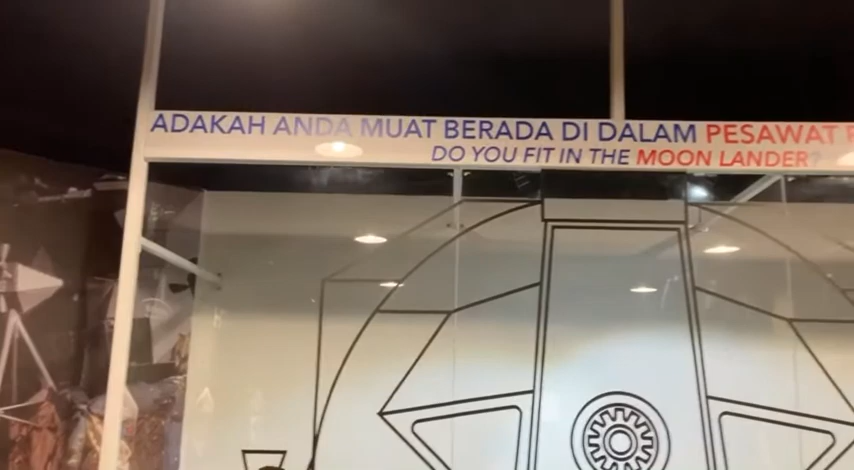 ADAKAH ANDA MUAT BERADA DI DALAM PESAWAT
DO YOU FIT IN THE MOON LANDER?